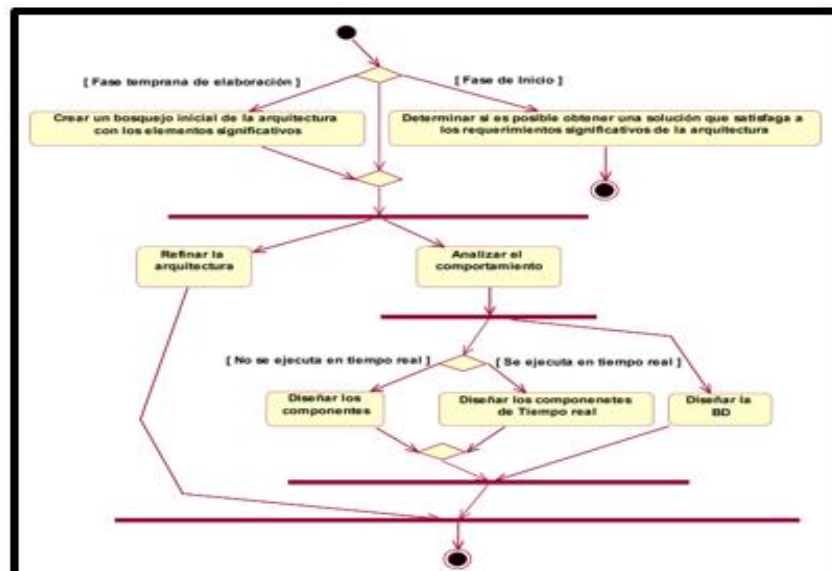 [ Fase temprana de elaboración ]
[ Fase de Inicio ]
Crear un bosquejo inicial de la arquitectura
con los elementos significativos
Determinar si es posible obtener una solución que satisfaga a
los requerimientos significativos de la arquitectura
Refinar la
arquitectura
Analizar el
comportamiento
[ No se ejecuta en tiempo real ]
[ Se ejecuta en tiempo real ]
Diseñar los
componentes
Diseñar los componenetes
de Tiempo real
Diseñar la
BD